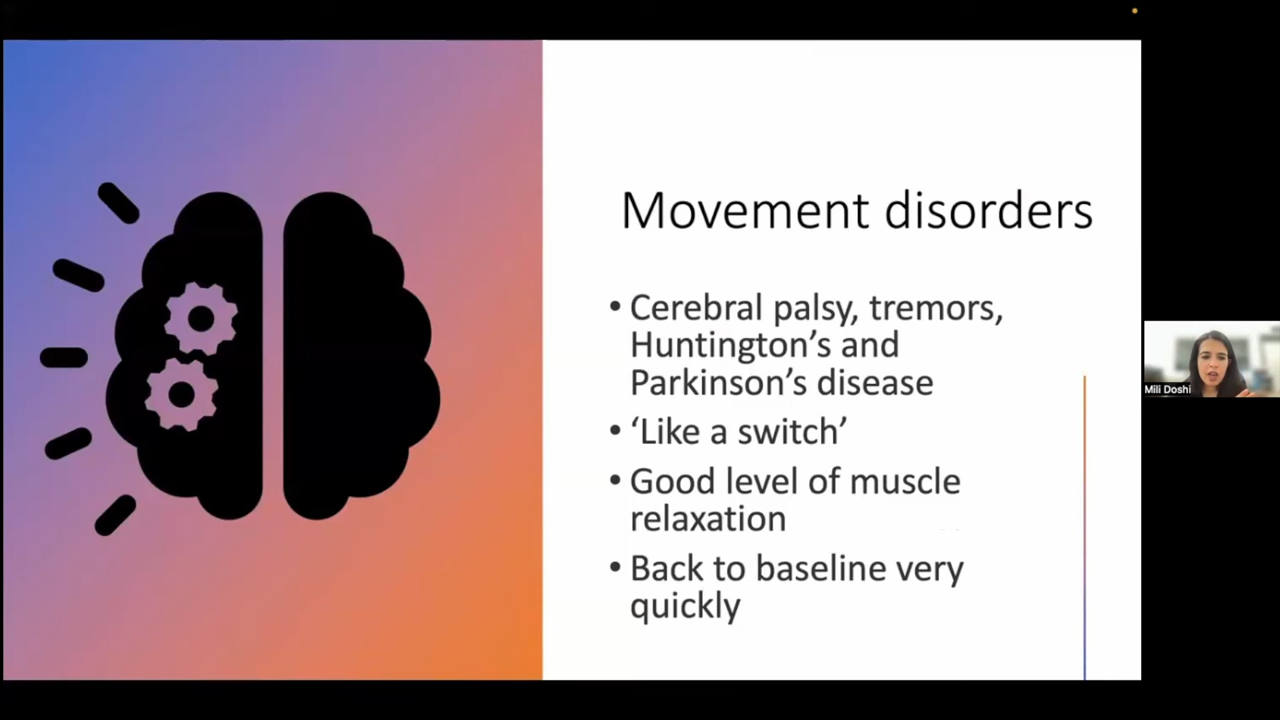 Movement disorders
• Cerebral palsy, tremors,
Huntington’s and
Parkinson’s disease
• ‘Like a switch’
• Good level of muscle
relaxation
• Back to baseline very
quickly
Mili Doshi